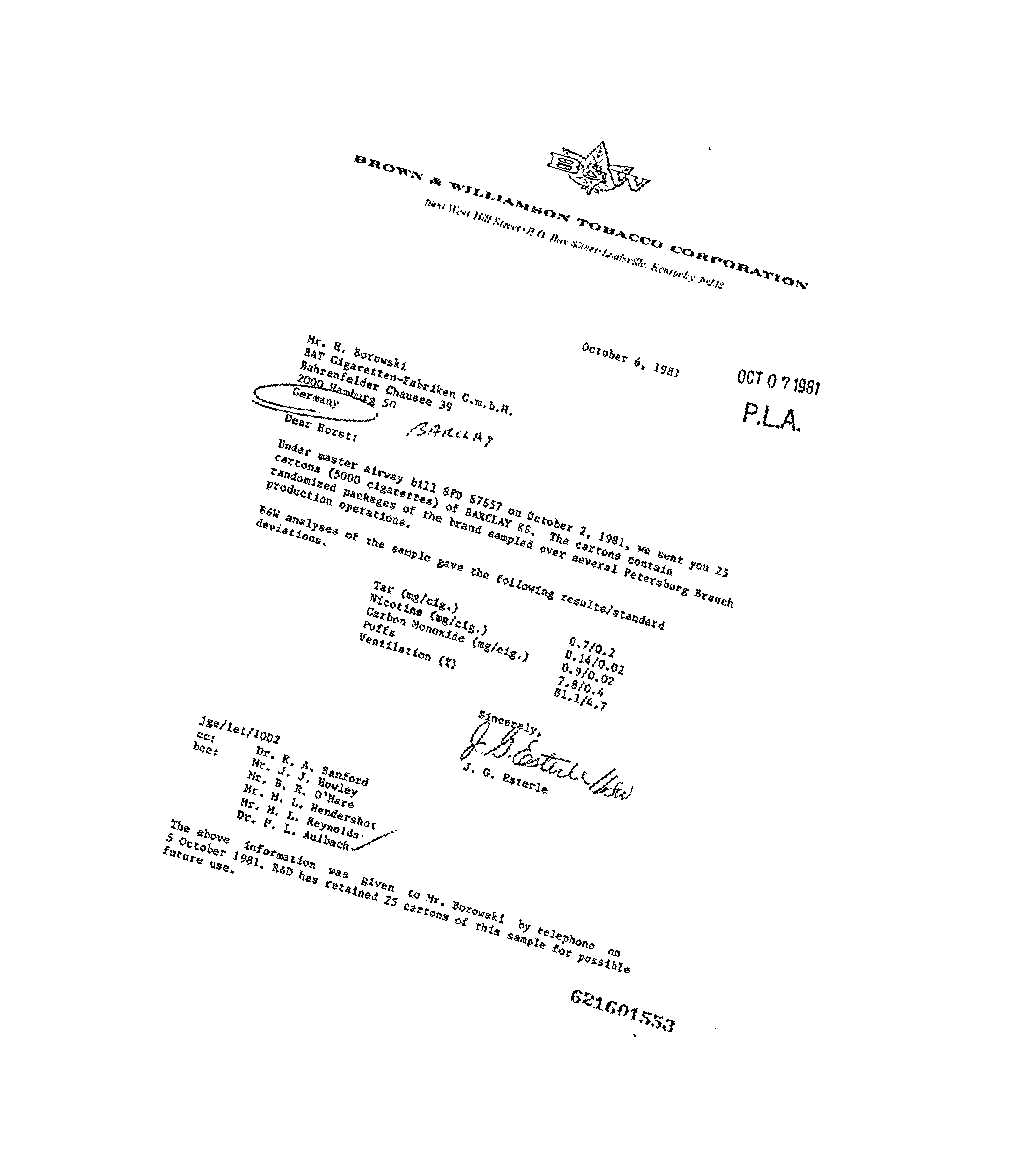 B&W
BROWN & WILLIAMSON TOBACCO CORPORATION
1600 West Hill Street · P.O. Box · Louisville, Kentucky
October 6, 1981
OCT 07 1981
P.L.A.
Mr. H. Borowski
BAT Cigaretten-Fabriken G.m.b.H.
Bahrenfelder Chausee 39
2000 Hamburg 50
Germany
BARCLAY
Dear Horst:
Under master airway bill 57657 on October 2, 1981, we sent you 25
cartons (5000 cigarettes) of BARCLAY KS. The cartons contain
randomized packages of the brand sampled over several Petersburg Branch
production operations.
B&W analyses of the sample gave the following results/standard
deviations.
Tar (mg/cig.) 0.7/0.2
Nicotine (mg/cig.) 0.14/0.02
Carbon Monoxide (mg/cig.) 0.9/0.02
Puffs 7.8/0.4
Ventilation (%) 81.1/4.7
Sincerely,
J. G. Esterle
J. G. Esterle
jge/let/1002
cc: Dr. K. A. Sanford
bcc: Mr. J. J. Howley
Mr. B. R. O'Hare
Mr. M. L. Hendershot
Mr. M. L. Reynolds
Dr. P. L. Aulbach
The above information was given to Mr. Borowski by telephone on
5 October 1981. R&D has retained 25 cartons of this sample for possible
future use.
621601553